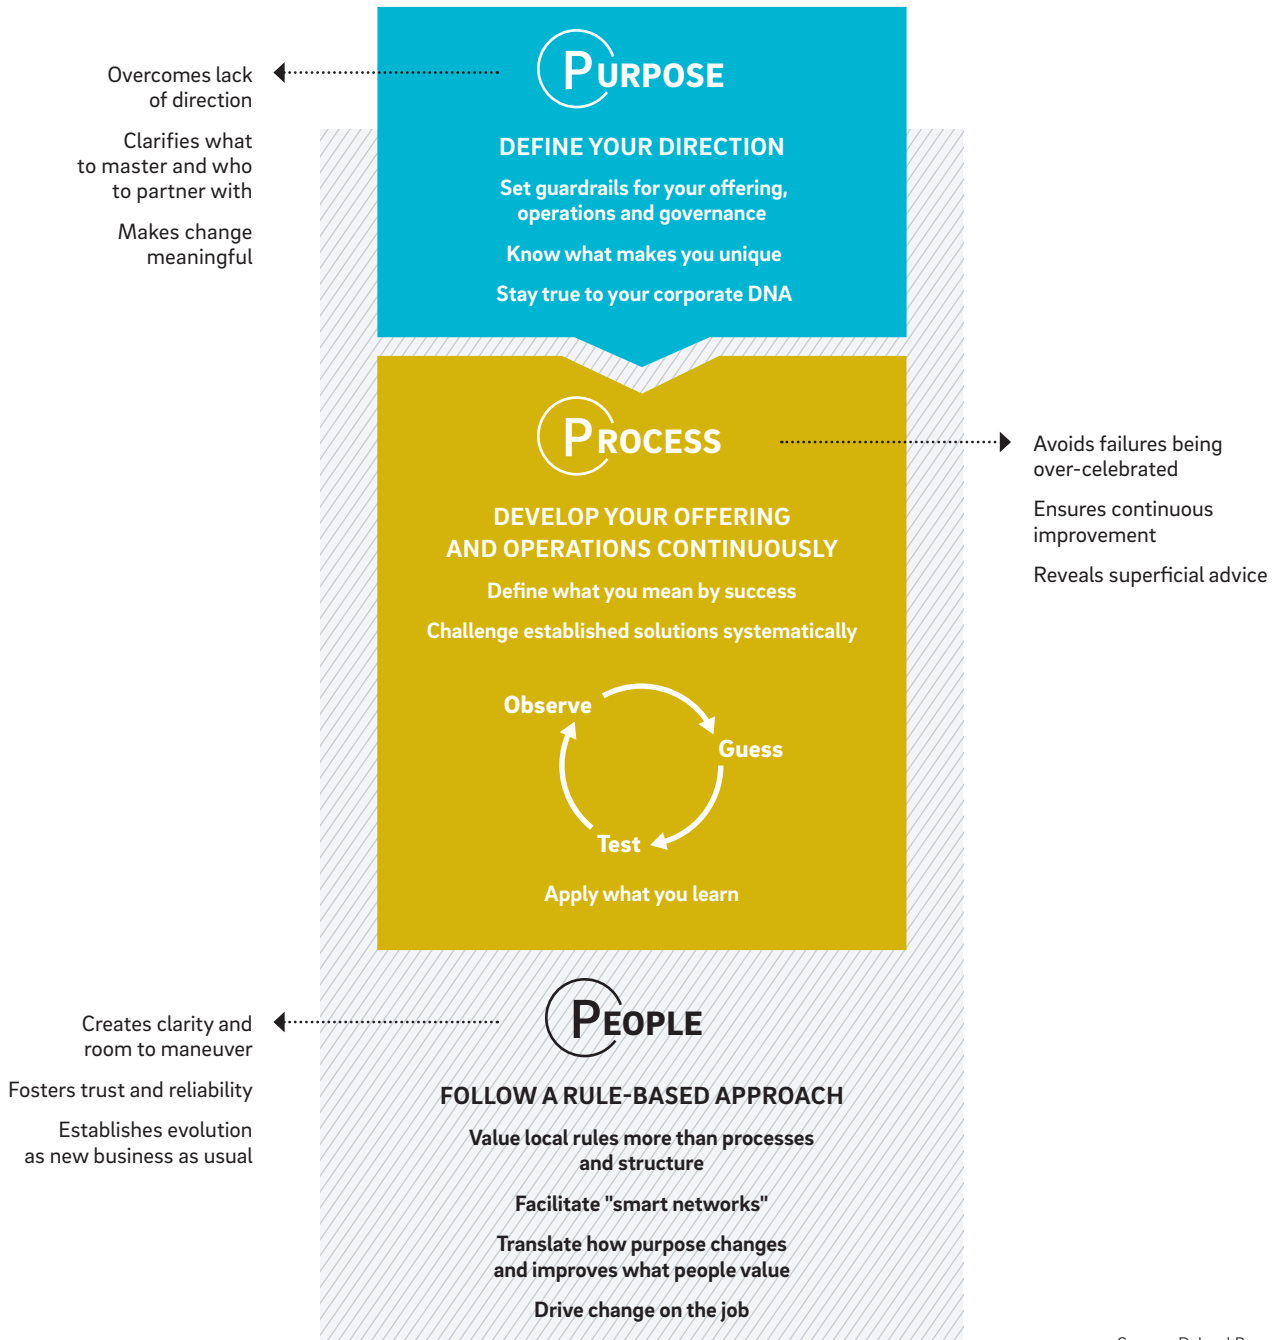 PURPOSE
Overcomes lack
of direction
Clarifies what
to master and who
to partner with
Makes change
meaningful
DEFINE YOUR DIRECTION
Set guardrails for your offering,
operations and governance
Know what makes you unique
Stay true to your corporate DNA
PROCESS
Avoids failures being
over-celebrated
Ensures continuous
improvement
Reveals superficial advice
DEVELOP YOUR OFFERING
AND OPERATIONS CONTINUOUSLY
Define what you mean by success
Challenge established solutions systematically
Observe
Guess
Test
Apply what you learn
PEOPLE
Creates clarity and
room to maneuver
Fosters trust and reliability
Establishes evolution
as new business as usual
FOLLOW A RULE-BASED APPROACH
Value local rules more than processes
and structure
Facilitate "smart networks"
Translate how purpose changes
and improves what people value
Drive change on the job